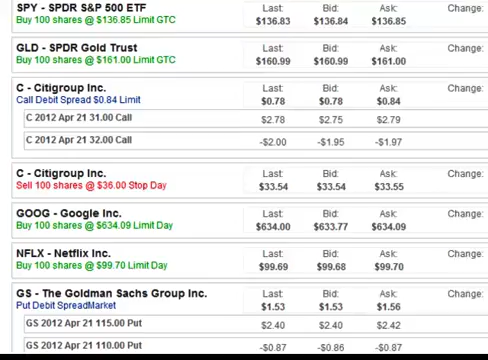 SPY - SPDR S&P 500 ETF Last: Bid: Ask: Change:
Buy 100 shares @ $136.85 Limit GTC $136.83 $136.84 $136.85
GLD - SPDR Gold Trust Last: Bid: Ask: Change:
Buy 100 shares @ $161.00 Limit GTC $160.99 $160.99 $161.00
C - Citigroup Inc. Last: Bid: Ask: Change:
Call Debit Spread $0.84 Limit $0.78 $0.78 $0.84
C 2012 Apr 21 31.00 Call $2.78 $2.75 $2.79
C 2012 Apr 21 32.00 Call -$2.00 -$1.95 -$1.97
C - Citigroup Inc. Last: Bid: Ask: Change:
Sell 100 shares @ $36.00 Stop Day $33.54 $33.54 $33.55
GOOG - Google Inc. Last: Bid: Ask: Change:
Buy 100 shares @ $634.09 Limit Day $634.00 $633.77 $634.09
NFLX - Netflix Inc. Last: Bid: Ask: Change:
Buy 100 shares @ $99.70 Limit Day $99.69 $99.68 $99.70
GS - The Goldman Sachs Group Inc. Last: Bid: Ask: Change:
Put Debit SpreadMarket $1.53 $1.53 $1.56
GS 2012 Apr 21 115.00 Put $2.40 $2.40 $2.42
GS 2012 Apr 21 110.00 Put -$0.87 -$0.86 -$0.87